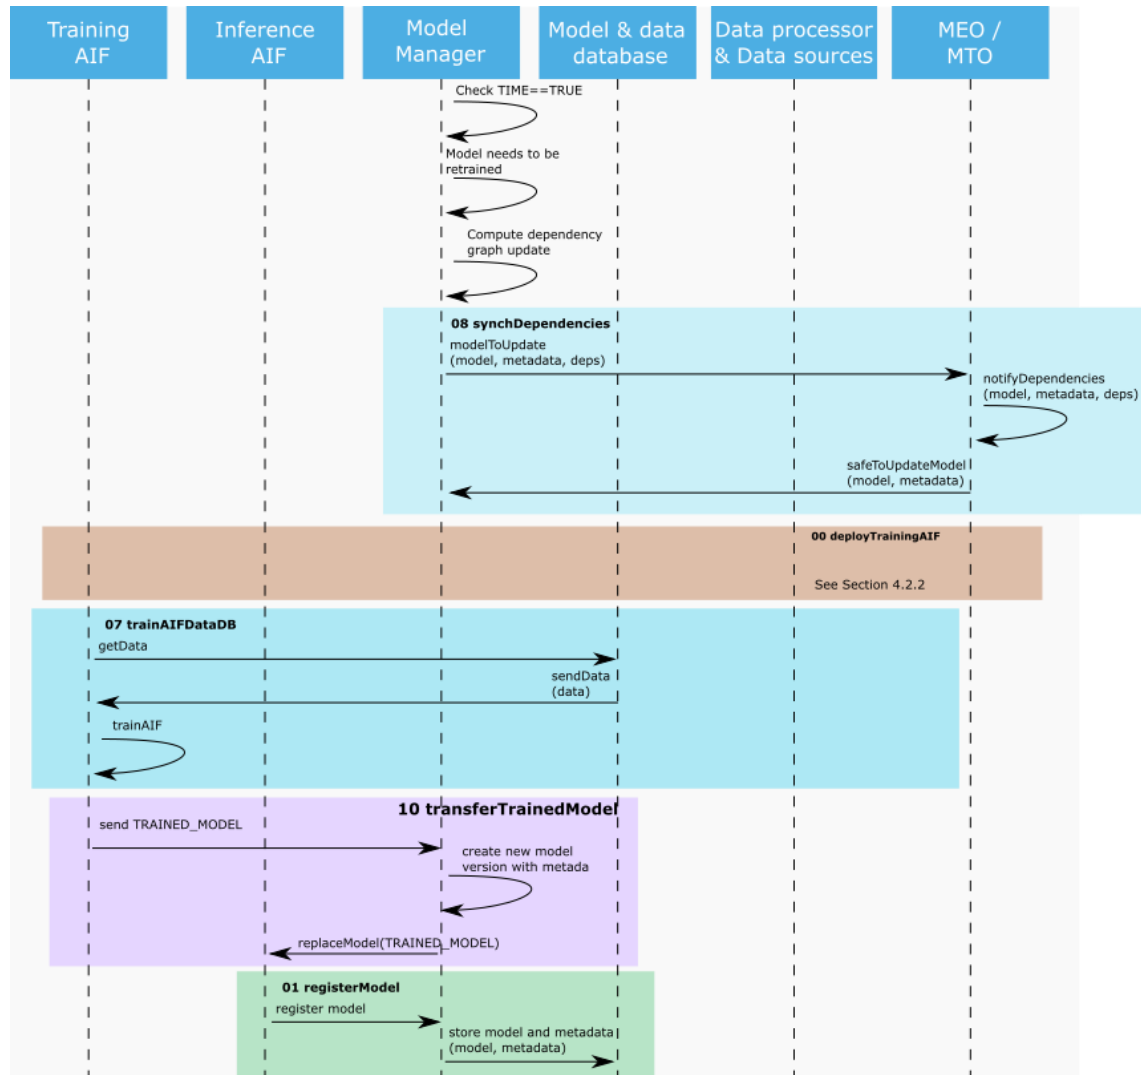 Training
AIF
Inference
AIF
Model
Manager
Model & data
database
Data processor
& Data sources
MEO /
MTO
Check TIME==TRUE
Model needs to be
retrained
Compute dependency
graph update
08 synchDependencies
modelToUpdate
(model, metadata, deps)
notifyDependencies
(model, metadata, deps)
safeToUpdateModel
(model, metadata)
00 deployTrainingAIF
See Section 4.2.2
07 trainAIFDataDB
getData
sendData
(data)
trainAIF
10 transferTrainedModel
send TRAINED_MODEL
create new model
version with metada
replaceModel(TRAINED_MODEL)
01 registerModel
register model
store model and metadata
(model, metadata)